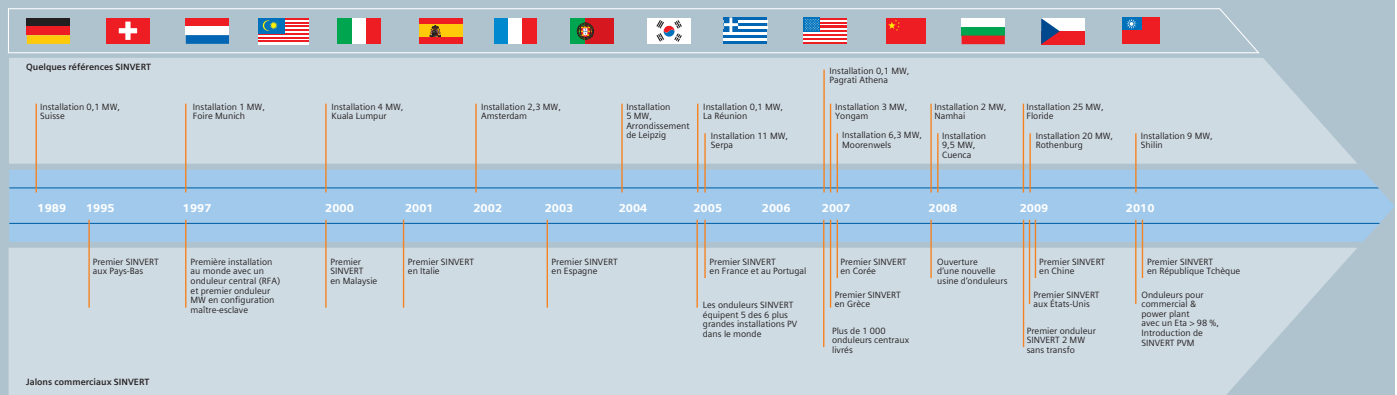 Quelques références SINVERT
Installation 0,1 MW,
Suisse
Installation 1 MW,
Foire Munich
Installation 4 MW,
Kuala Lumpur
Installation 2,3 MW,
Amsterdam
Installation
5 MW,
Arrondissement
de Leipzig
Installation 0,1 MW,
La Réunion
Installation 11 MW,
Serpa
Installation 0,1 MW,
Pagrati Athena
Installation 3 MW,
Yongam
Installation 6,3 MW,
Moorenwels
Installation 2 MW,
Namhai
Installation
9,5 MW,
Cuenca
Installation 25 MW,
Floride
Installation 20 MW,
Rothenburg
Installation 9 MW,
Shilin
1989 1995 1997 2000 2001 2002 2003 2004 2005 2006 2007 2008 2009 2010
Premier SINVERT
aux Pays-Bas
Première installation
au monde avec un
onduleur central (RFA)
et premier onduleur
MW en configuration
maître-esclave
Premier
SINVERT
en Malaysie
Premier SINVERT
en Italie
Premier SINVERT
en Espagne
Premier SINVERT
en France et au Portugal
Les onduleurs SINVERT
équipent 5 des 6 plus
grandes installations PV
dans le monde
Premier SINVERT
en Corée
Premier SINVERT
en Grèce
Plus de 1 000
onduleurs centraux
livrés
Ouverture
d'une nouvelle
usine d'onduleurs
Premier SINVERT
en Chine
Premier SINVERT
aux États-Unis
Premier onduleur
SINVERT 2 MW
sans transfo
Premier SINVERT
en République Tchèque
Onduleurs pour
commercial &
power plant
avec un Eta > 98 %,
Introduction de
SINVERT PVM
Jalons commerciaux SINVERT